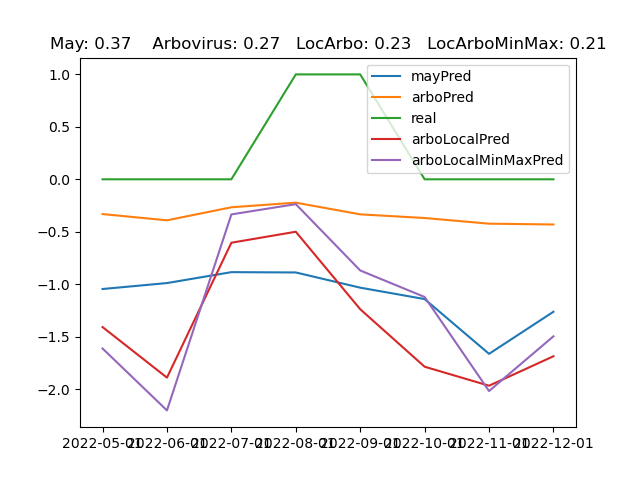 May: 0.37    Arbovirus: 0.27   LocArbo: 0.23   LocArboMinMax: 0.21
mayPred
arboPred
real
arboLocalPred
arboLocalMinMaxPred
1.0
0.5
0.0
−0.5
−1.0
−1.5
−2.0
2022-05-01 2022-06-01 2022-07-01 2022-08-01 2022-09-01 2022-10-01 2022-11-01 2022-12-01